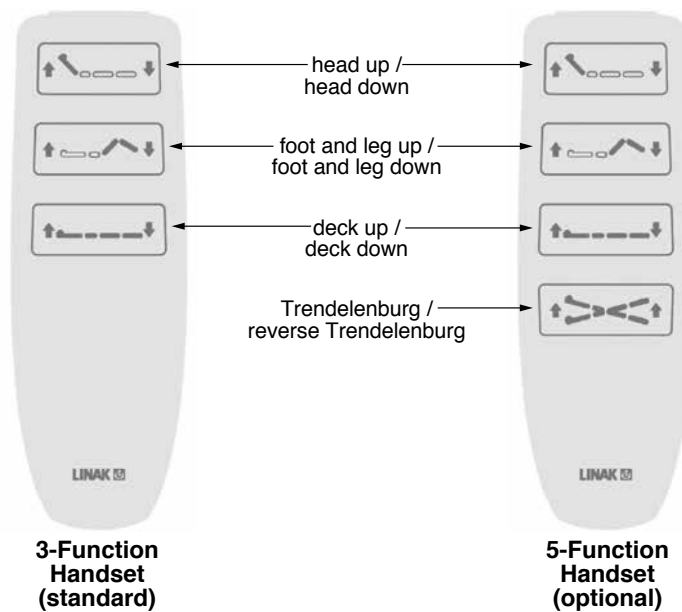 head up /
head down
foot and leg up /
foot and leg down
deck up /
deck down
Trendelenburg /
reverse Trendelenburg
LINAK
LINAK
3-Function
Handset
(standard)
5-Function
Handset
(optional)